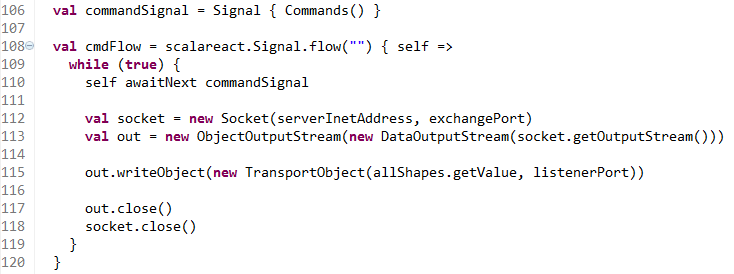 106 val commandSignal = Signal { Commands() }
107
108 val cmdFlow = scalareact.Signal.flow("") { self =>
109 while (true) {
110 self awaitNext commandSignal
111
112 val socket = new Socket(serverInetAddress, exchangePort)
113 val out = new ObjectOutputStream(new DataOutputStream(socket.getOutputStream()))
114
115 out.writeObject(new TransportObject(allShapes.getValue, listenerPort))
116
117 out.close()
118 socket.close()
119 }
120 }